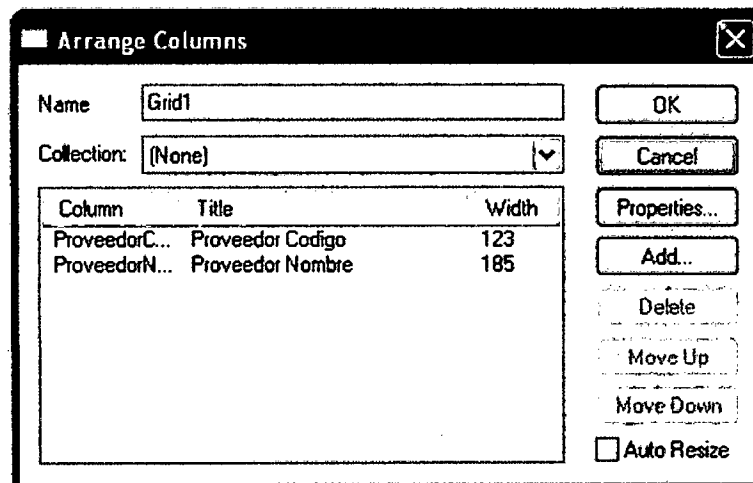 Arrange Columns
Name Grid1
OK
Collection: (None)
Cancel
Column Title Width
Properties...
ProveedorC... Proveedor Codigo 123
ProveedorN... Proveedor Nombre 185
Add...
Delete
Move Up
Move Down
Auto Resize